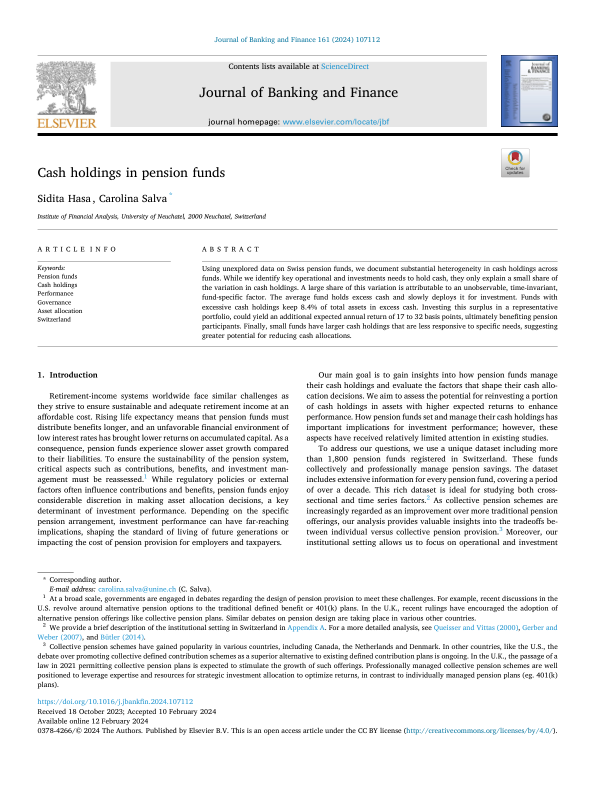 Journal of Banking and Finance 161 (2024) 107112
Contents lists available at ScienceDirect
Journal of Banking and Finance
journal homepage: www.elsevier.com/locate/jbf
ELSEVIER
Journal of
BANKING
& FINANCE
Check for
updates
Cash holdings in pension funds
Sidita Hasa, Carolina Salva *
Institute of Financial Analysis, University of Neuchatel, 2000 Neuchatel, Switzerland
ARTICLE INFO
Keywords:
Pension funds
Cash holdings
Performance
Governance
Asset allocation
Switzerland
ABSTRACT
Using unexplored data on Swiss pension funds, we document substantial heterogeneity in cash holdings across
funds. While we identify key operational and investments needs to hold cash, they only explain a small share of
the variation in cash holdings. A large share of this variation is attributable to an unobservable, time-invariant,
fund-specific factor. The average fund holds excess cash and slowly deploys it for investment. Funds with
excessive cash holdings keep 8.4% of total assets in excess cash. Investing this surplus in a representative
portfolio, could yield an additional expected annual return of 17 to 32 basis points, ultimately benefiting pension
participants. Finally, small funds have larger cash holdings that are less responsive to specific needs, suggesting
greater potential for reducing cash allocations.
1. Introduction
Retirement-income systems worldwide face similar challenges as
they strive to ensure sustainable and adequate retirement income at an
affordable cost. Rising life expectancy means that pension funds must
distribute benefits longer, and an unfavorable financial environment of
low interest rates has brought lower returns on accumulated capital. As a
consequence, pension funds experience slower asset growth compared
to their liabilities. To ensure the sustainability of the pension system,
critical aspects such as contributions, benefits, and investment man-
agement must be reassessed.1 While regulatory policies or external
factors often influence contributions and benefits, pension funds enjoy
considerable discretion in making asset allocation decisions, a key
determinant of investment performance. Depending on the specific
pension arrangement, investment performance can have far-reaching
implications, shaping the standard of living of future generations or
impacting the cost of pension provision for employers and taxpayers.
Our main goal is to gain insights into how pension funds manage
their cash holdings and evaluate the factors that shape their cash allo-
cation decisions. We aim to assess the potential for reinvesting a portion
of cash holdings in assets with higher expected returns to enhance
performance. How pension funds set and manage their cash holdings has
important implications for investment performance; however, these
aspects have received relatively limited attention in existing studies.
To address our questions, we use a unique dataset including more
than 1,800 pension funds registered in Switzerland. These funds
collectively and professionally manage pension savings. The dataset
includes extensive information for every pension fund, covering a period
of over a decade. This rich dataset is ideal for studying both cross-
sectional and time series factors.2 As collective pension schemes are
increasingly regarded as an improvement over more traditional pension
offerings, our analysis provides valuable insights into the tradeoffs be-
tween individual versus collective pension provision.3 Moreover, our
institutional setting allows us to focus on operational and investment
* Corresponding author.
E-mail address: carolina.salva@unine.ch (C. Salva).
1 At a broad scale, governments are engaged in debates regarding the design of pension provision to meet these challenges. For example, recent discussions in the
U.S. revolve around alternative pension options to the traditional defined benefit or 401(k) plans. In the U.K., recent rulings have encouraged the adoption of
alternative pension offerings like collective pension plans. Similar debates on pension design are taking place in various other countries.
2 We provide a brief description of the institutional setting in Switzerland in Appendix A. For a more detailed analysis, see Queisser and Vittas (2000), Gerber and
Weber (2007), and Bütler (2014).
3 Collective pension schemes have gained popularity in various countries, including Canada, the Netherlands and Denmark. In other countries, like the U.S., the
debate over promoting collective defined contribution schemes as a superior alternative to existing defined contribution plans is ongoing. In the U.K., the passage of a
law in 2021 permitting collective pension plans is expected to stimulate the growth of such offerings. Professionally managed collective pension schemes are well
positioned to leverage expertise and resources for strategic investment allocation to optimize returns, in contrast to individually managed pension plans (eg. 401(k)
plans).
https://doi.org/10.1016/j.jbankfin.2024.107112
Received 18 October 2023; Accepted 10 February 2024
Available online 12 February 2024
0378-4266/© 2024 The Authors. Published by Elsevier B.V. This is an open access article under the CC BY license (http://creativecommons.org/licenses/by/4.0/).